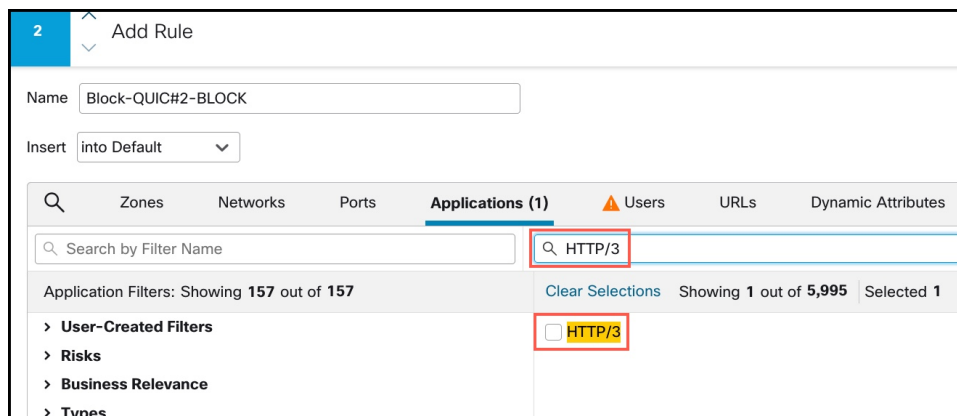 2 Add Rule
Name Block-QUIC#2-BLOCK
Insert into Default
Zones Networks Ports Applications (1) Users URLs Dynamic Attributes
Search by Filter Name HTTP/3
Application Filters: Showing 157 out of 157 Clear Selections Showing 1 out of 5,995 Selected 1
> User-Created Filters HTTP/3
> Risks
> Business Relevance
> Types